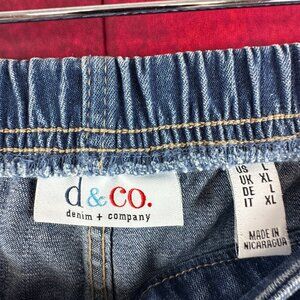 d & co.
denim + company
US L
UK XL
DE L
IT XL
MADE IN
NICARAGUA